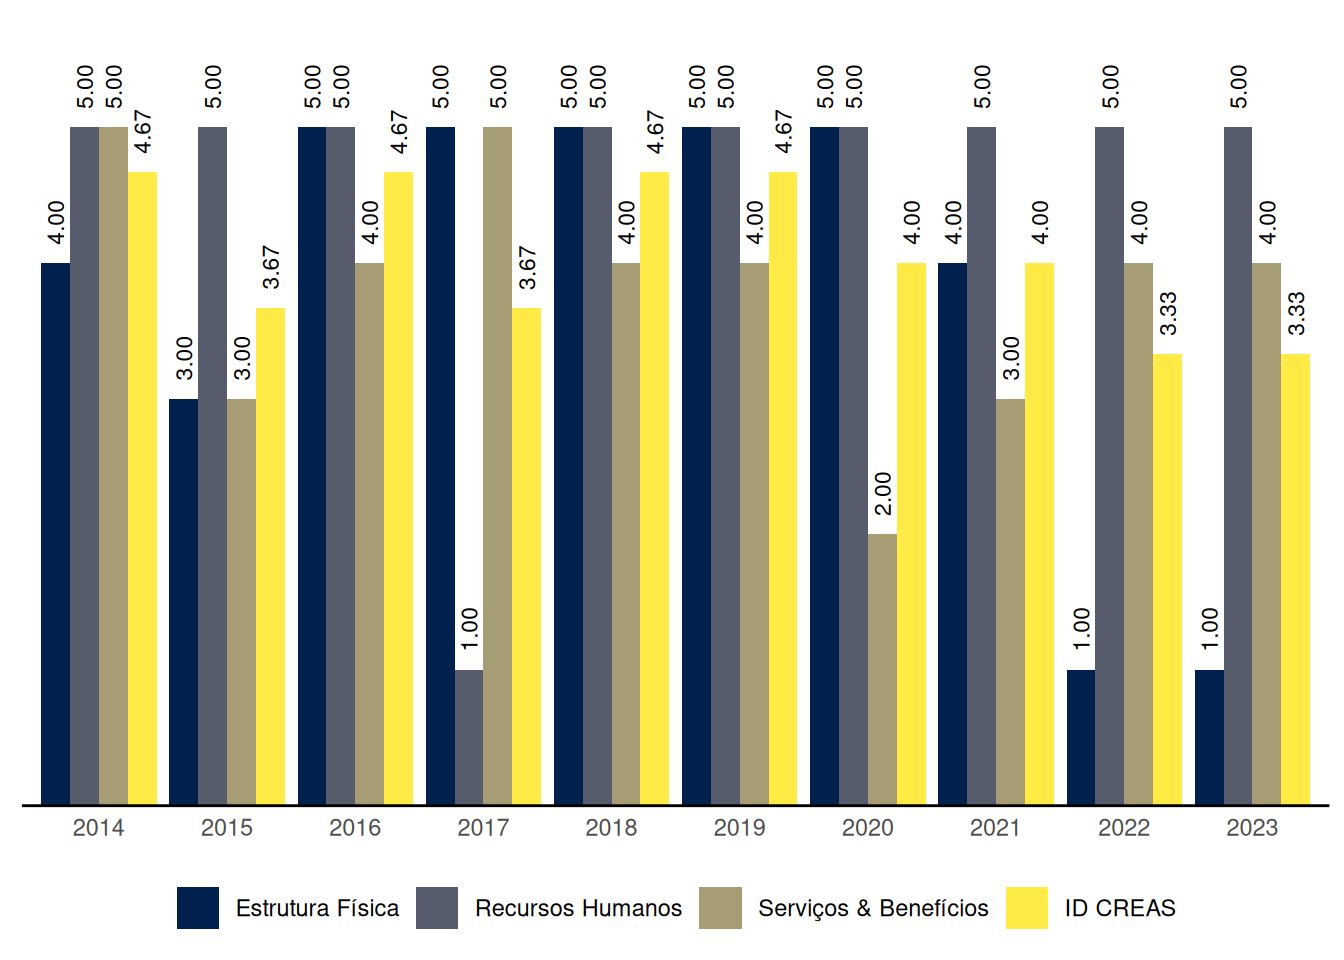 4.00 5.00 5.00 4.67 3.00 5.00 3.00 3.67 5.00 5.00 4.00 4.67 5.00 1.00 5.00 3.67 5.00 5.00 4.00 4.67 5.00 5.00 4.00 4.67 5.00 5.00 2.00 4.00 4.00 5.00 3.00 4.00 1.00 5.00 4.00 3.33 1.00 5.00 4.00 3.33
2014 2015 2016 2017 2018 2019 2020 2021 2022 2023
Estrutura Física Recursos Humanos Serviços & Benefícios ID CREAS